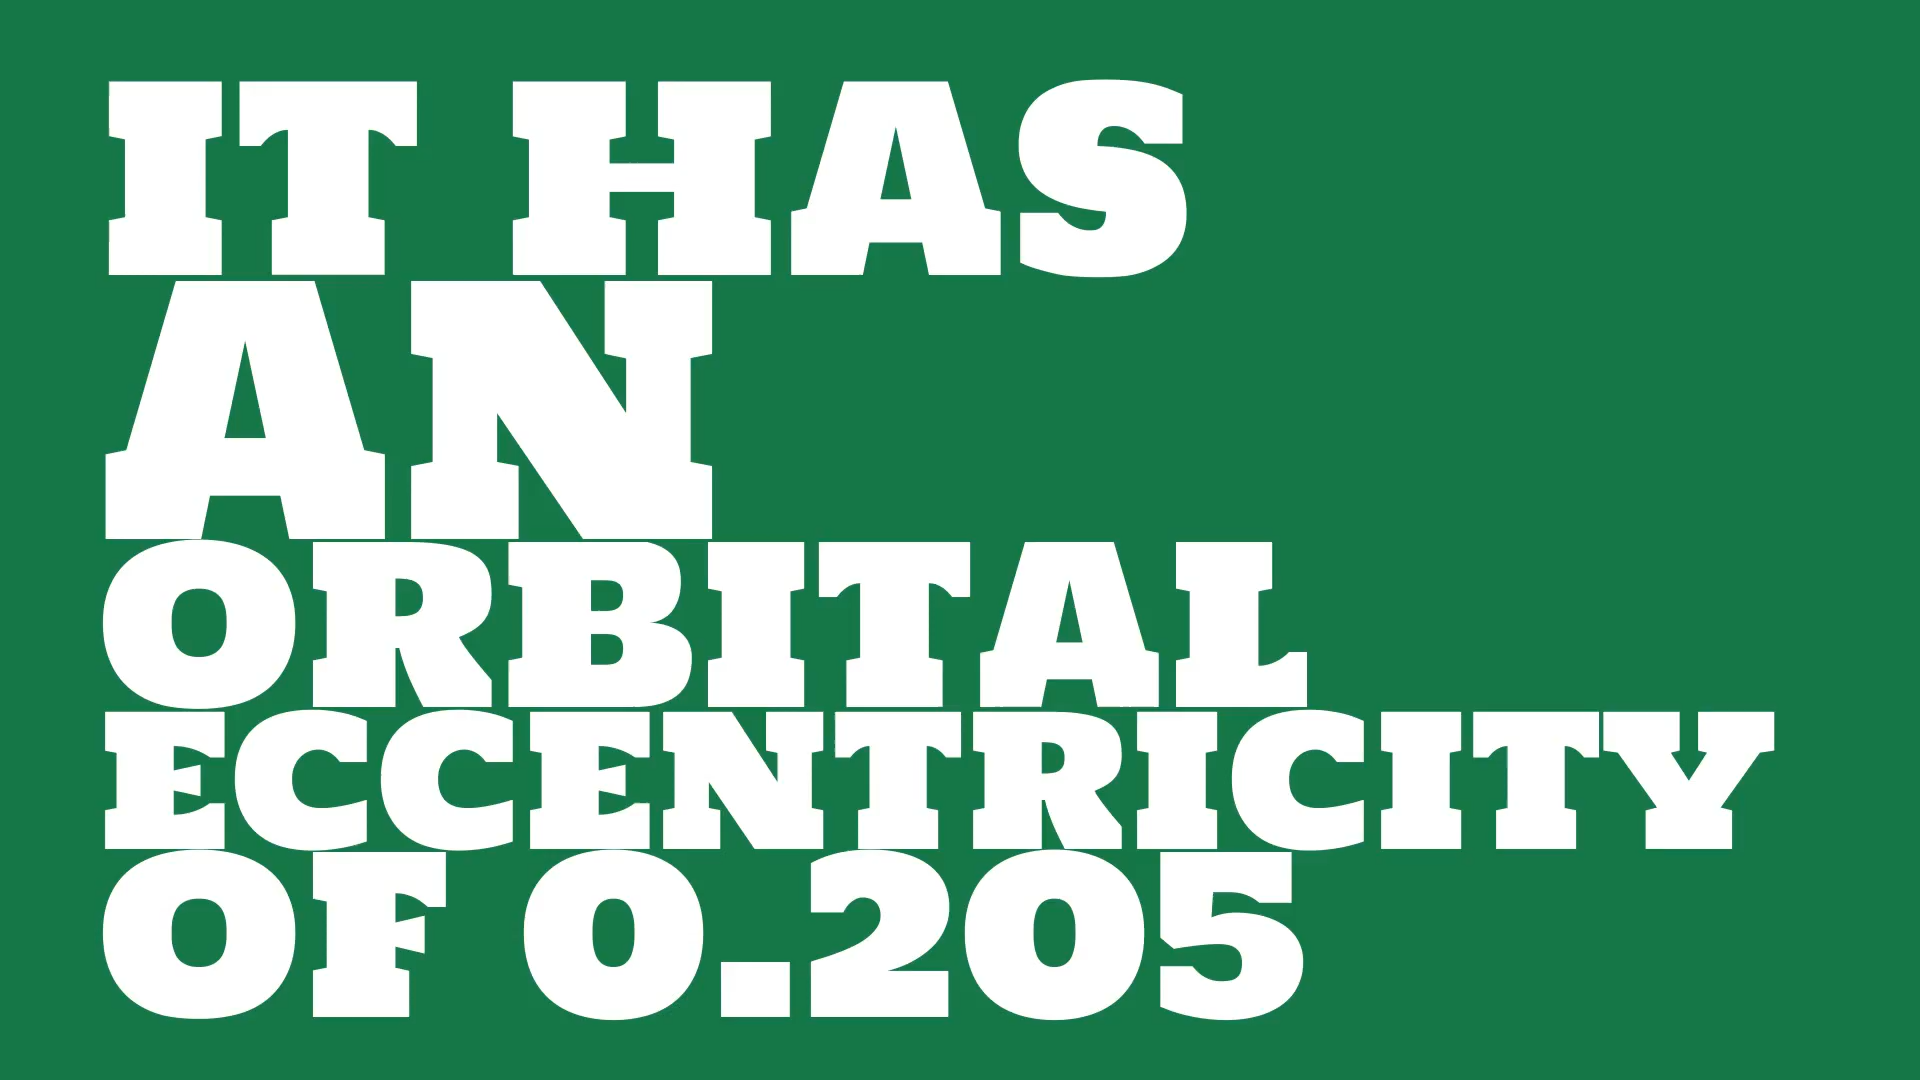 IT HAS
AN
ORBITAL
ECCENTRICITY
OF 0.205